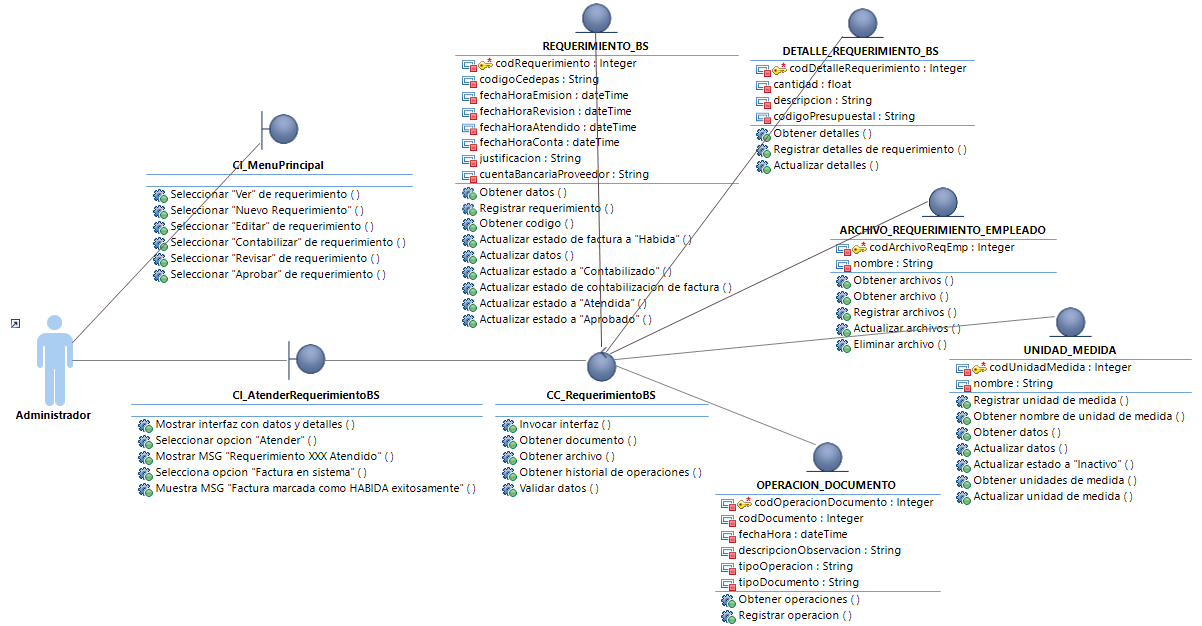 REQUERIMIENTO_BS
codRequerimiento : Integer
codigoCedepas : String
fechaHoraEmision : dateTime
fechaHoraRevision : dateTime
fechaHoraAtendido : dateTime
fechaHoraConta : dateTime
justificacion : String
cuentaBancariaProveedor : String
Obtener datos ( )
Registrar requerimiento ( )
Obtener codigo ( )
Actualizar estado de factura a "Habida" ( )
Actualizar datos ( )
Actualizar estado a "Contabilizado" ( )
Actualizar estado de contabilizacion de factura ( )
Actualizar estado a "Atendida" ( )
Actualizar estado a "Aprobado" ( )
DETALLE_REQUERIMIENTO_BS
codDetalleRequerimiento : Integer
cantidad : float
descripcion : String
codigoPresupuestal : String
Obtener detalles ( )
Registrar detalles de requerimiento ( )
Actualizar detalles ( )
CI_MenuPrincipal
Seleccionar "Ver" de requerimiento ( )
Seleccionar "Nuevo Requerimiento" ( )
Seleccionar "Editar" de requerimiento ( )
Seleccionar "Contabilizar" de requerimiento ( )
Seleccionar "Revisar" de requerimiento ( )
Seleccionar "Aprobar" de requerimiento ( )
ARCHIVO_REQUERIMIENTO_EMPLEADO
codArchivoReqEmp : Integer
nombre : String
Obtener archivos ( )
Obtener archivo ( )
Registrar archivos ( )
Actualizar archivos ( )
Eliminar archivo ( )
UNIDAD_MEDIDA
codUnidadMedida : Integer
nombre : String
Registrar unidad de medida ( )
Obtener nombre de unidad de medida ( )
Obtener datos ( )
Actualizar datos ( )
Actualizar estado a "Inactivo" ( )
Obtener unidades de medida ( )
Actualizar unidad de medida ( )
Administrador
CI_AtenderRequerimientoBS
Mostrar interfaz con datos y detalles ( )
Seleccionar opcion "Atender" ( )
Mostrar MSG "Requerimiento XXX Atendido" ( )
Selecciona opcion "Factura en sistema" ( )
Muestra MSG "Factura marcada como HABIDA exitosamente" ( )
CC_RequerimientoBS
Invocar interfaz ( )
Obtener documento ( )
Obtener archivo ( )
Obtener historial de operaciones ( )
Validar datos ( )
OPERACION_DOCUMENTO
codOperacionDocumento : Integer
codDocumento : Integer
fechaHora : dateTime
descripcionObservacion : String
tipoOperacion : String
tipoDocumento : String
Obtener operaciones ( )
Registrar operacion ( )